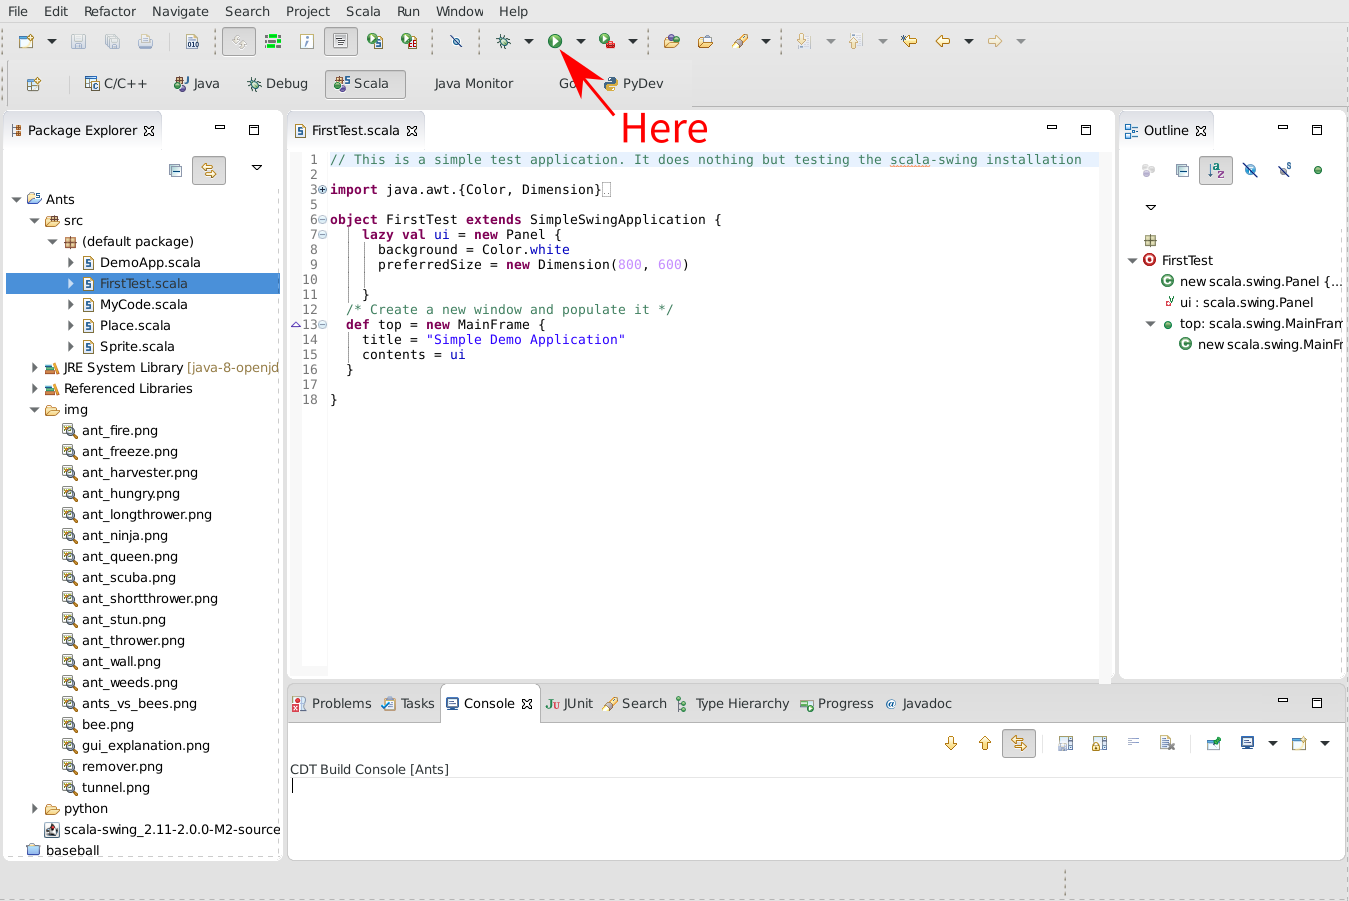 File Edit Refactor Navigate Search Project Scala Run Window Help
C/C++ Java Debug Scala Java Monitor Go PyDev
Here
Package Explorer
Ants
src
(default package)
DemoApp.scala
FirstTest.scala
MyCode.scala
Place.scala
Sprite.scala
JRE System Library [java-8-openjd
Referenced Libraries
img
ant_fire.png
ant_freeze.png
ant_harvester.png
ant_hungry.png
ant_longthrower.png
ant_ninja.png
ant_queen.png
ant_scuba.png
ant_shortthrower.png
ant_stun.png
ant_thrower.png
ant_wall.png
ant_weeds.png
ants_vs_bees.png
bee.png
gui_explanation.png
remover.png
tunnel.png
python
scala-swing_2.11-2.0.0-M2-source
baseball
FirstTest.scala
1 // This is a simple test application. It does nothing but testing the scala-swing installation
2
3 import java.awt.{Color, Dimension}
5
6 object FirstTest extends SimpleSwingApplication {
7 lazy val ui = new Panel {
8 background = Color.white
9 preferredSize = new Dimension(800, 600)
10
11 }
12 /* Create a new window and populate it */
13 def top = new MainFrame {
14 title = "Simple Demo Application"
15 contents = ui
16 }
17
18 }
Outline
FirstTest
new scala.swing.Panel {...
ui : scala.swing.Panel
top: scala.swing.MainFram
new scala.swing.MainFr
Problems Tasks Console JUnit Search Type Hierarchy Progress @ Javadoc
CDT Build Console [Ants]